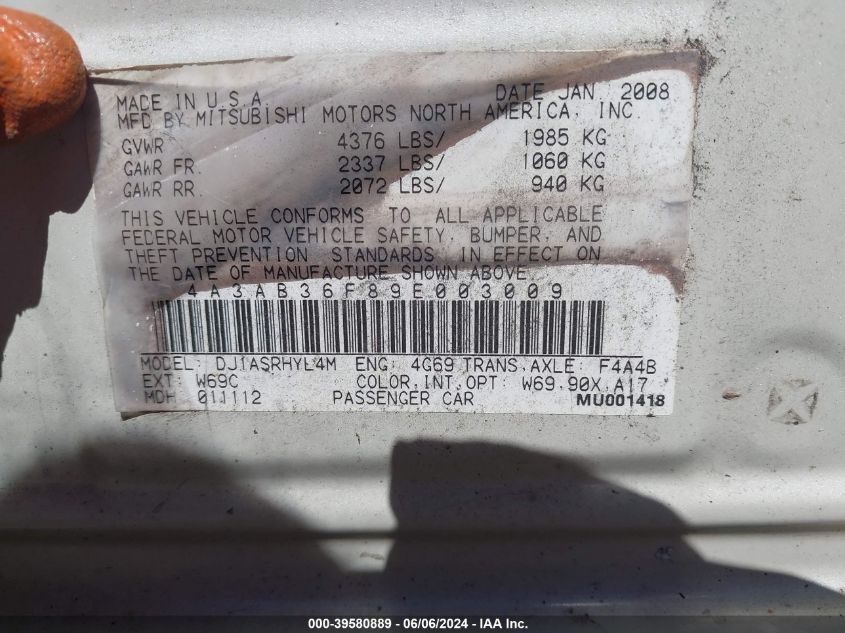 MADE IN U.S.A. DATE JAN 2008
MFD BY MITSUBISHI MOTORS NORTH AMERICA, INC.
GVWR 4376 LBS/ 1985 KG
GAWR FR. 2337 LBS/ 1060 KG
GAWR RR. 2072 LBS/ 940 KG
THIS VEHICLE CONFORMS TO ALL APPLICABLE
FEDERAL MOTOR VEHICLE SAFETY, BUMPER, AND
THEFT PREVENTION STANDARDS IN EFFECT ON
THE DATE OF MANUFACTURE SHOWN ABOVE
4A3AB36F89E003009
MODEL: DJ1ASRHYL4M ENG: 4G69 TRANS.AXLE: F4A4B
EXT: W69C COLOR,INT,OPT: W69,90X,A17
MDH: 011112 PASSENGER CAR MU001418
000-39580889 - 06/06/2024 - IAA Inc.